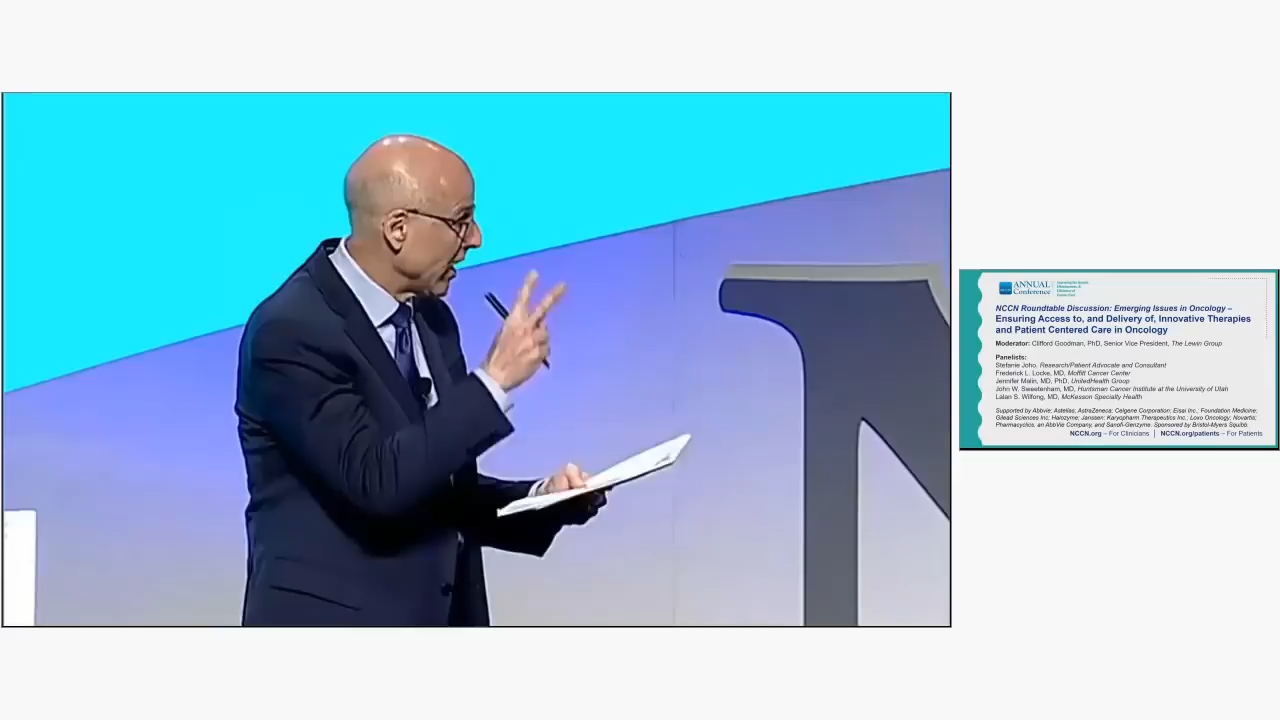 N
ANNUAL
Conference
NCCN Roundtable Discussion: Emerging Issues in Oncology –
Ensuring Access to, and Delivery of, Innovative Therapies
and Patient Centered Care in Oncology
Moderator: Clifford Goodman, PhD, Senior Vice President, The Lewin Group
Panelists:
Stefanie Joho, Research/Patient Advocate and Consultant
Frederick L. Locke, MD, Moffitt Cancer Center
Jennifer Malin, MD, PhD, UnitedHealth Group
John W. Sweetenham, MD, Huntsman Cancer Institute at the University of Utah
Lalan S. Wilfong, MD, McKesson Specialty Health
Supported by Abbvie; Astellas; AstraZeneca; Celgene Corporation; Eisai Inc.; Foundation Medicine;
Gilead Sciences Inc; Halozyme; Janssen; Karyopharm Therapeutics Inc.; Loxo Oncology; Novartis;
Pharmacyclics, an AbbVie Company, and Sanofi-Genzyme. Sponsored by Bristol-Myers Squibb.
NCCN.org – For Clinicians | NCCN.org/patients – For Patients